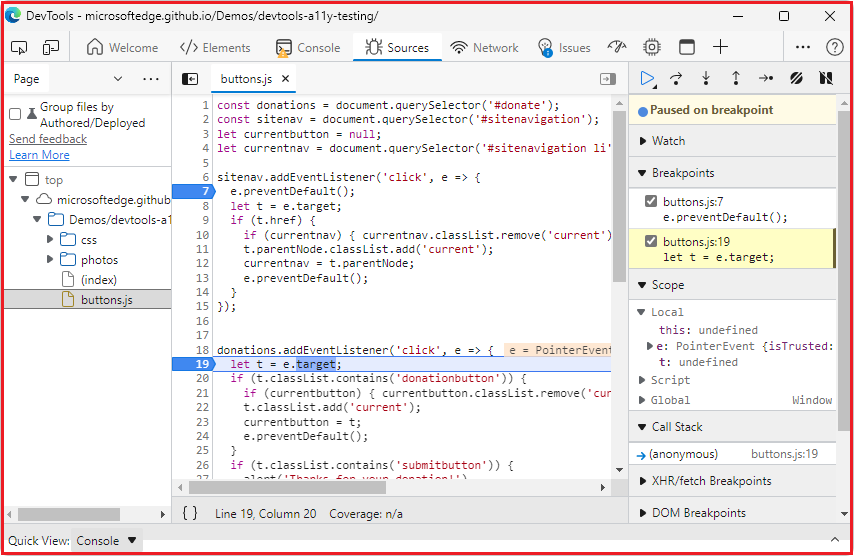 DevTools - microsoftedge.github.io/Demos/devtools-a11y-testing/
Welcome Elements Console Sources Network Issues
Page
buttons.js
Group files by
Authored/Deployed
Send feedback
Learn More
top
microsoftedge.github
Demos/devtools-a1
css
photos
(index)
buttons.js
1 const donations = document.querySelector('#donate');
2 const sitenav = document.querySelector('#sitenavigation');
3 let currentbutton = null;
4 let currentnav = document.querySelector('#sitenavigation li'
5
6 sitenav.addEventListener('click', e => {
7 e.preventDefault();
8 let t = e.target;
9 if (t.href) {
10 if (currentnav) { currentnav.classList.remove('current')
11 t.parentNode.classList.add('current');
12 currentnav = t.parentNode;
13 e.preventDefault();
14 }
15 });
16
17
18 donations.addEventListener('click', e => { e = PointerEvent
19 let t = e.target;
20 if (t.classList.contains('donationbutton')) {
21 if (currentbutton) { currentbutton.classList.remove('cur
22 t.classList.add('current');
23 currentbutton = t;
24 e.preventDefault();
25 }
26 if (t.classList.contains('submitbutton')) {
27 alert('Thanks for your donation!')
{ } Line 19, Column 20 Coverage: n/a
Paused on breakpoint
Watch
Breakpoints
buttons.js:7
e.preventDefault();
buttons.js:19
let t = e.target;
Scope
Local
this: undefined
e: PointerEvent {isTrusted:
t: undefined
Script
Global Window
Call Stack
(anonymous) buttons.js:19
XHR/fetch Breakpoints
DOM Breakpoints
Quick View: Console